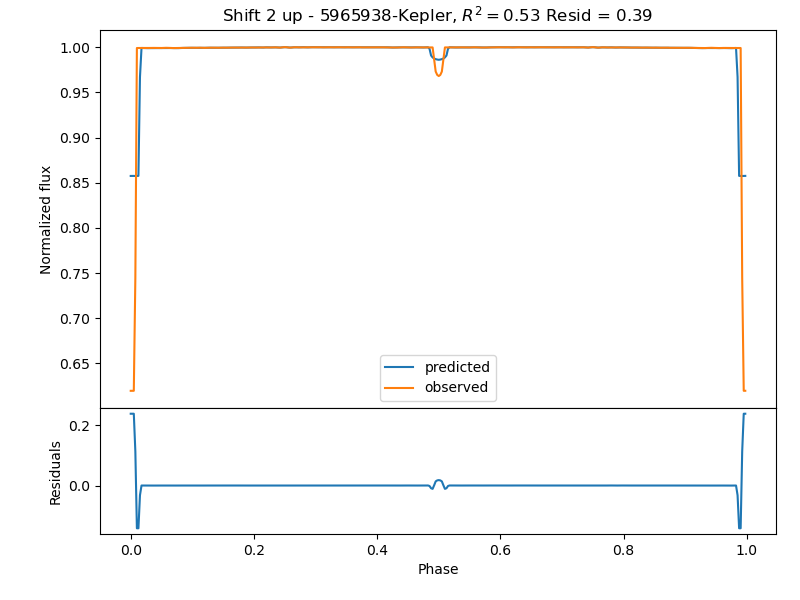 Shift 2 up - 5965938-Kepler, R² = 0.53 Resid = 0.39
Normalized flux
1.00
0.95
0.90
0.85
0.80
0.75
0.70
0.65
predicted
observed
Residuals
0.2
0.0
0.0
0.2
0.4
0.6
0.8
1.0
Phase